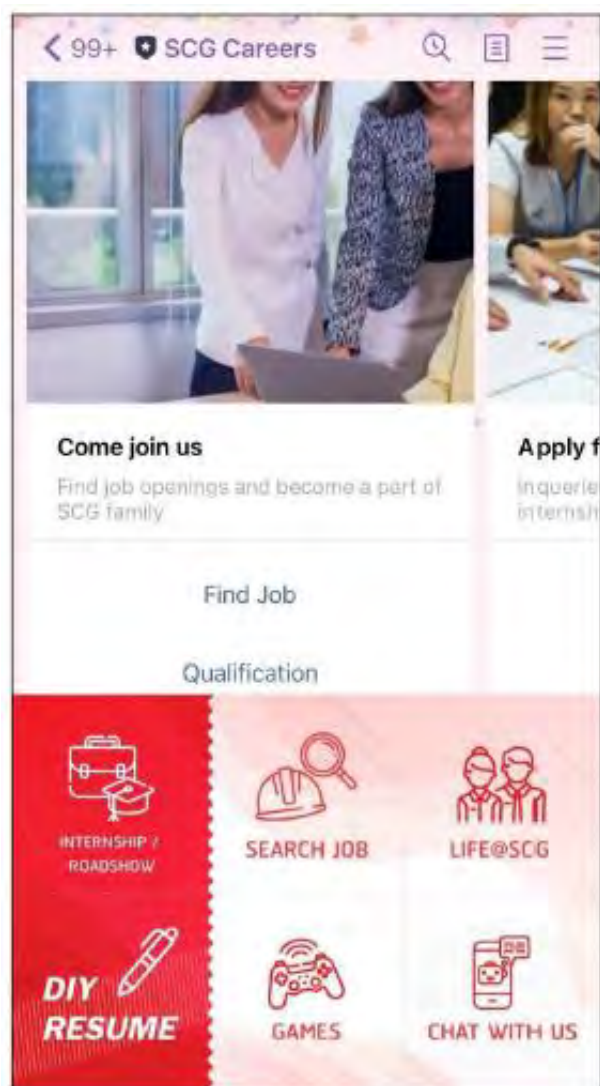 99+ SCG Careers
Come join us
Find job openings and become a part of
SCG family
Find Job
Qualification
Apply f
Inquerie
internsh
INTERNSHIP /
ROADSHOW
SEARCH JOB
LIFE@SCG
DIY
RESUME
GAMES
CHAT WITH US